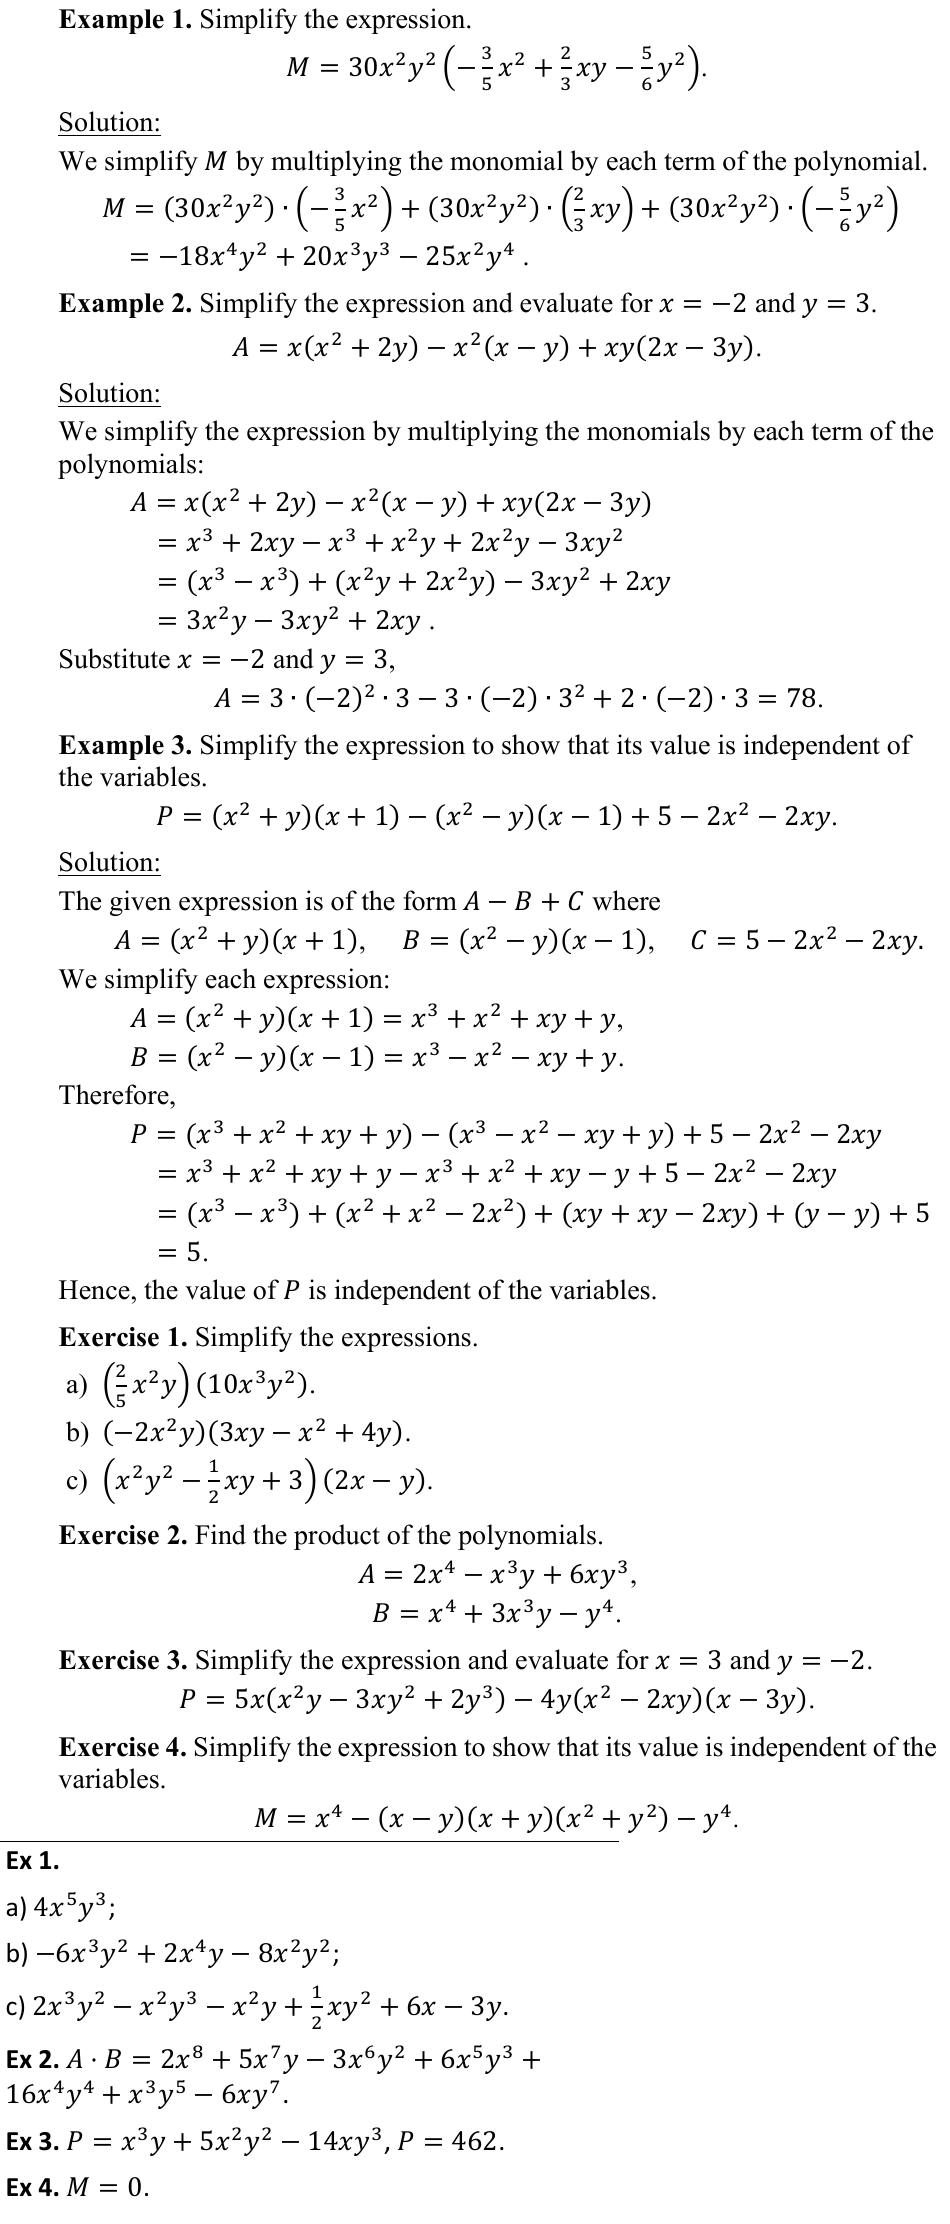 Example 1. Simplify the expression.
M = 30x²y² (−3/5 x² + 2/3 xy − 5/6 y²).
Solution:
We simplify M by multiplying the monomial by each term of the polynomial.
M = (30x²y²) · (−3/5 x²) + (30x²y²) · (2/3 xy) + (30x²y²) · (−5/6 y²)
= −18x⁴y² + 20x³y³ − 25x²y⁴ .
Example 2. Simplify the expression and evaluate for x = −2 and y = 3.
A = x(x² + 2y) − x²(x − y) + xy(2x − 3y).
Solution:
We simplify the expression by multiplying the monomials by each term of the
polynomials:
A = x(x² + 2y) − x²(x − y) + xy(2x − 3y)
= x³ + 2xy − x³ + x²y + 2x²y − 3xy²
= (x³ − x³) + (x²y + 2x²y) − 3xy² + 2xy
= 3x²y − 3xy² + 2xy .
Substitute x = −2 and y = 3,
A = 3 · (−2)² · 3 − 3 · (−2) · 3² + 2 · (−2) · 3 = 78.
Example 3. Simplify the expression to show that its value is independent of
the variables.
P = (x² + y)(x + 1) − (x² − y)(x − 1) + 5 − 2x² − 2xy.
Solution:
The given expression is of the form A − B + C where
A = (x² + y)(x + 1), B = (x² − y)(x − 1), C = 5 − 2x² − 2xy.
We simplify each expression:
A = (x² + y)(x + 1) = x³ + x² + xy + y,
B = (x² − y)(x − 1) = x³ − x² − xy + y.
Therefore,
P = (x³ + x² + xy + y) − (x³ − x² − xy + y) + 5 − 2x² − 2xy
= x³ + x² + xy + y − x³ + x² + xy − y + 5 − 2x² − 2xy
= (x³ − x³) + (x² + x² − 2x²) + (xy + xy − 2xy) + (y − y) + 5
= 5.
Hence, the value of P is independent of the variables.
Exercise 1. Simplify the expressions.
a) (2/5 x²y) (10x³y²).
b) (−2x²y)(3xy − x² + 4y).
c) (x²y² − 1/2 xy + 3) (2x − y).
Exercise 2. Find the product of the polynomials.
A = 2x⁴ − x³y + 6xy³,
B = x⁴ + 3x³y − y⁴.
Exercise 3. Simplify the expression and evaluate for x = 3 and y = −2.
P = 5x(x²y − 3xy² + 2y³) − 4y(x² − 2xy)(x − 3y).
Exercise 4. Simplify the expression to show that its value is independent of the
variables.
M = x⁴ − (x − y)(x + y)(x² + y²) − y⁴.
Ex 1.
a) 4x⁵y³;
b) −6x³y² + 2x⁴y − 8x²y²;
c) 2x³y² − x²y³ − x²y + 1/2 xy² + 6x − 3y.
Ex 2. A · B = 2x⁸ + 5x⁷y − 3x⁶y² + 6x⁵y³ +
16x⁴y⁴ + x³y⁵ − 6xy⁷.
Ex 3. P = x³y + 5x²y² − 14xy³, P = 462.
Ex 4. M = 0.